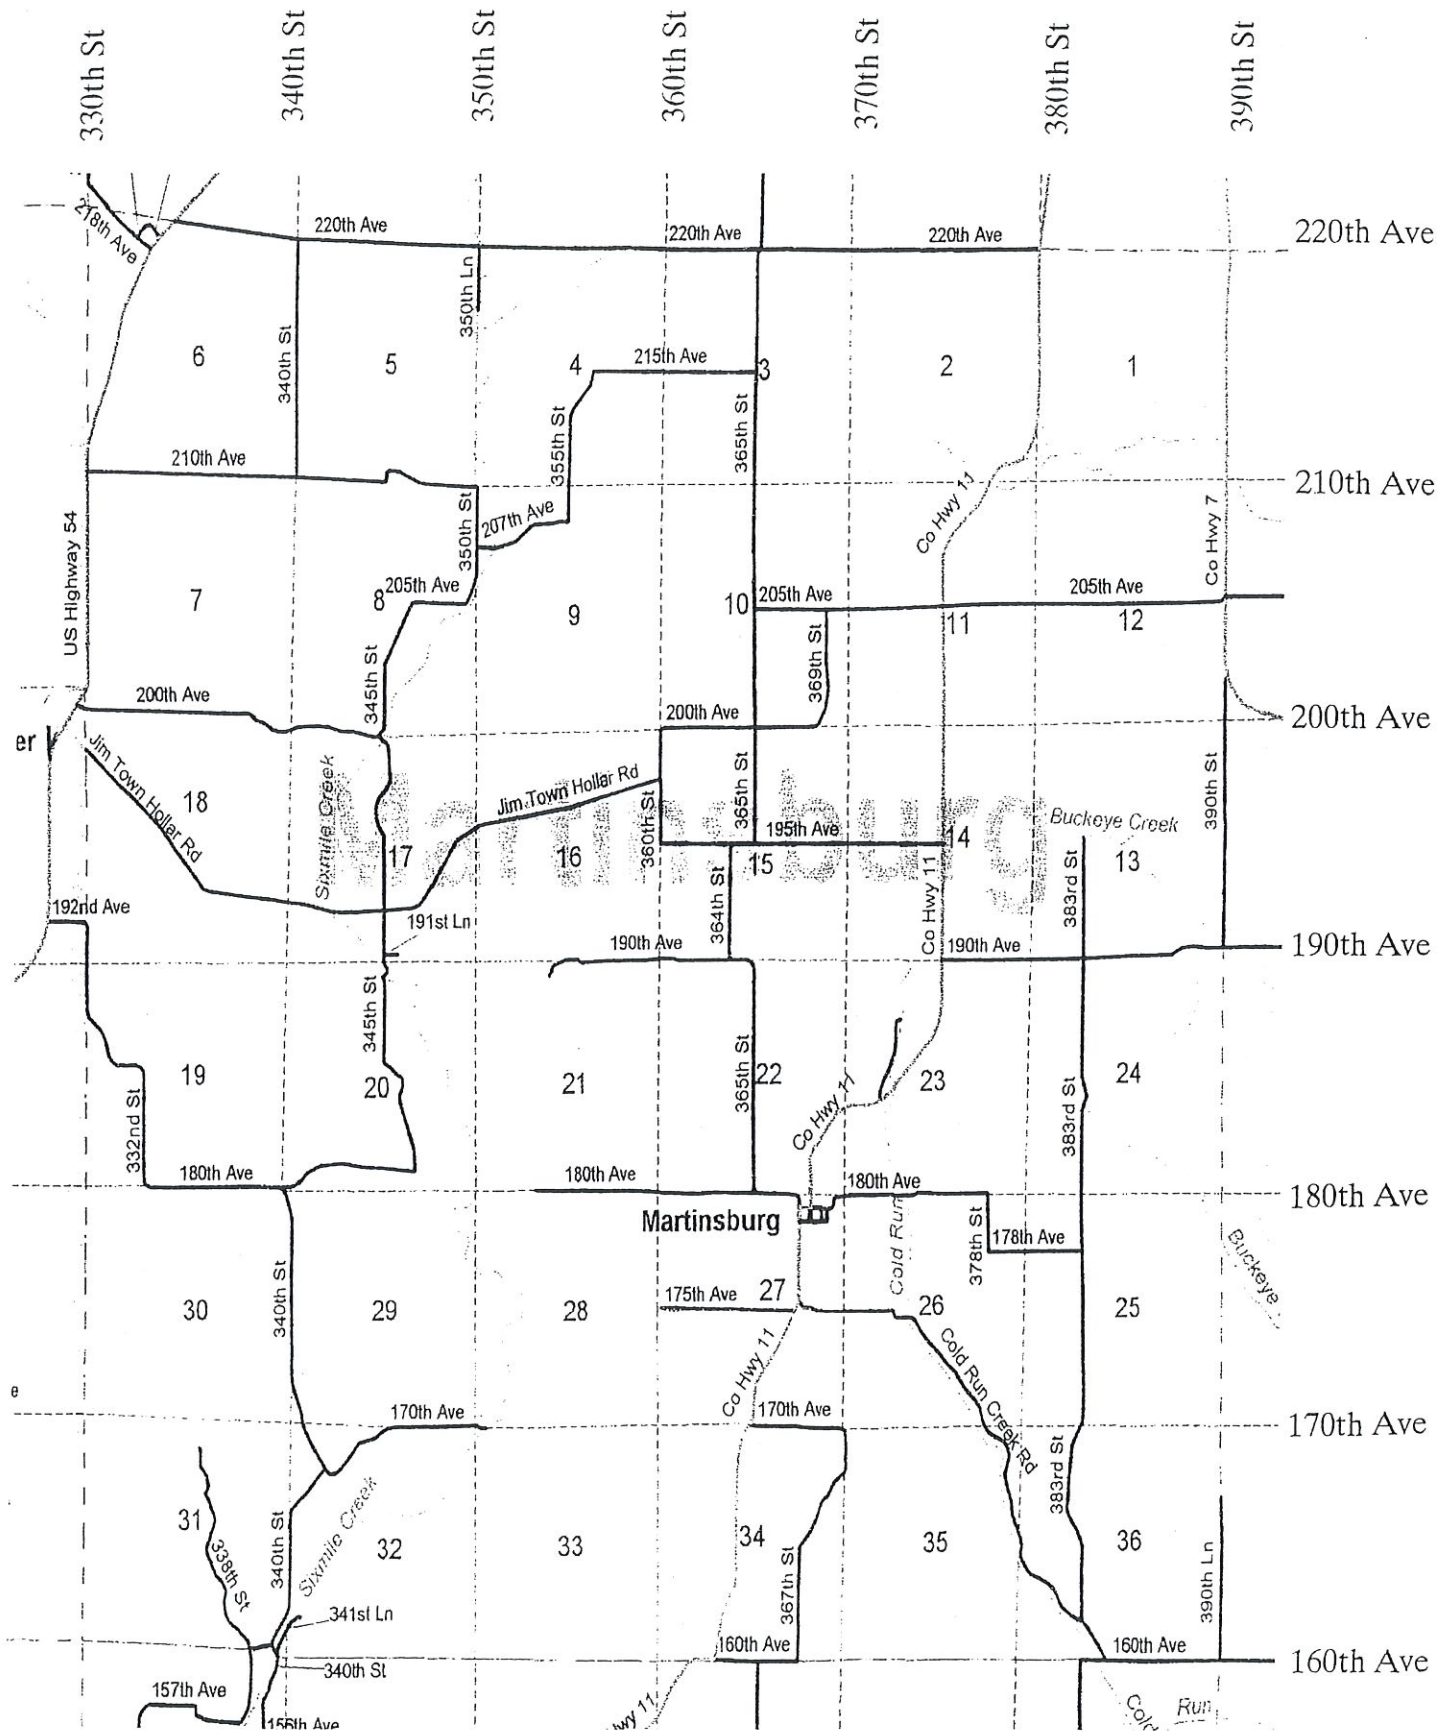 330th St
340th St
350th St
360th St
370th St
380th St
390th St
218th Ave
220th Ave
220th Ave
220th Ave
220th Ave
350th Ln
6
340th St
5
4
215th Ave
3
2
1
365th St
355th St
210th Ave
210th Ave
US Highway 54
350th St
207th Ave
Co Hwy 11
Co Hwy 7
7
8
205th Ave
9
10
205th Ave
205th Ave
11
12
345th St
369th St
200th Ave
200th Ave
200th Ave
er
Jim Town Hollar Rd
18
Sixmile Creek
Martinsburg
17
Jim Town Hollar Rd
16
360th St
365th St
195th Ave
15
14
Buckeye Creek
13
383rd St
390th St
192nd Ave
191st Ln
364th St
Co Hwy 11
190th Ave
190th Ave
190th Ave
345th St
19
20
21
365th St
22
Co Hwy 11
23
24
383rd St
332nd St
180th Ave
180th Ave
180th Ave
180th Ave
Martinsburg
Cold Run
378th St
178th Ave
Buckeye
30
340th St
29
28
175th Ave
27
26
25
Co Hwy 11
Cold Run Creek Rd
e
170th Ave
170th Ave
170th Ave
383rd St
31
338th St
340th St
Sixmile Creek
32
33
34
367th St
35
36
390th Ln
341st Ln
340th St
160th Ave
160th Ave
160th Ave
157th Ave
156th Ave
Hwy 11
Cold
Run